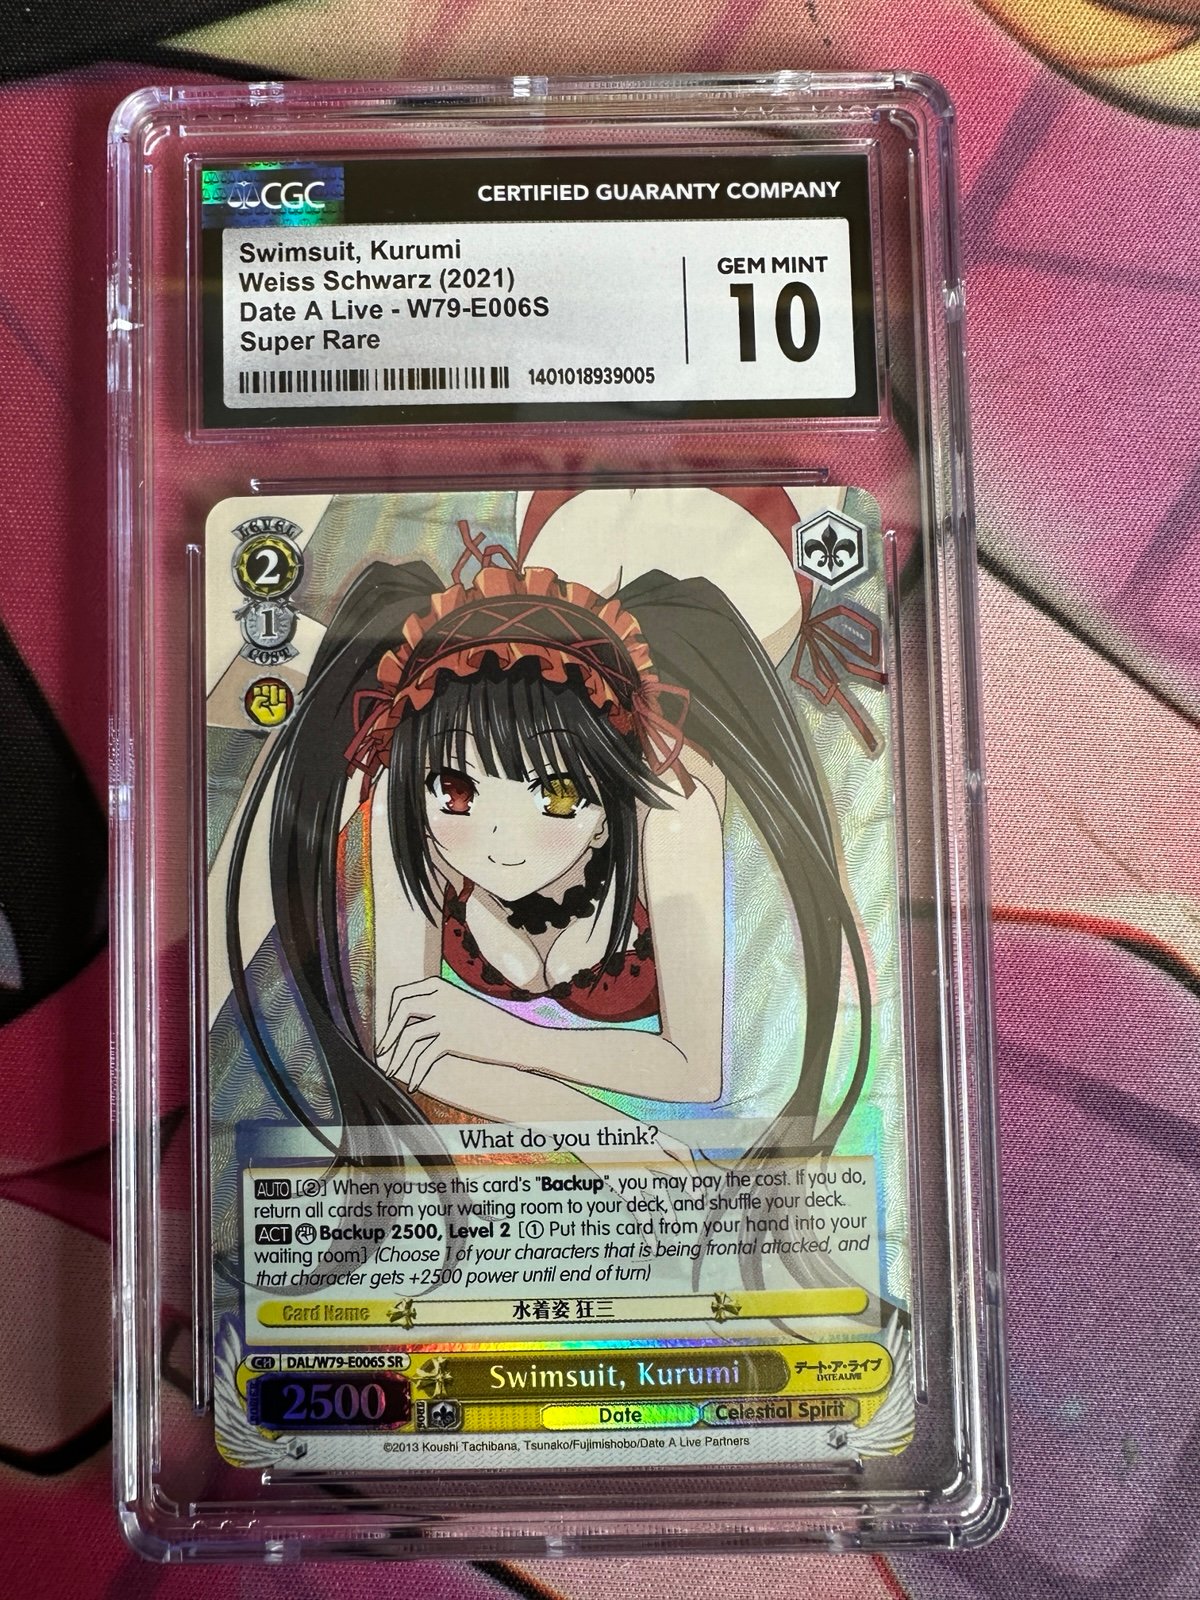 CGC
CERTIFIED GUARANTY COMPANY
Swimsuit, Kurumi
Weiss Schwarz (2021)
Date A Live - W79-E006S
Super Rare
1401018939005
GEM MINT
10
LEVEL
2
1
COST
What do you think?
AUTO [②] When you use this card's "Backup", you may pay the cost. If you do,
return all cards from your waiting room to your deck, and shuffle your deck.
ACT Backup 2500, Level 2 [① Put this card from your hand into your
waiting room] (Choose 1 of your characters that is being frontal attacked, and
that character gets +2500 power until end of turn)
Card Name 水着姿 狂三
CH DAL/W79-E006S SR
2500
Swimsuit, Kurumi
デート・ア・ライブ
DATE A LIVE
Date
Celestial Spirit
©2013 Koushi Tachibana, Tsunako/Fujimishobo/Date A Live Partners